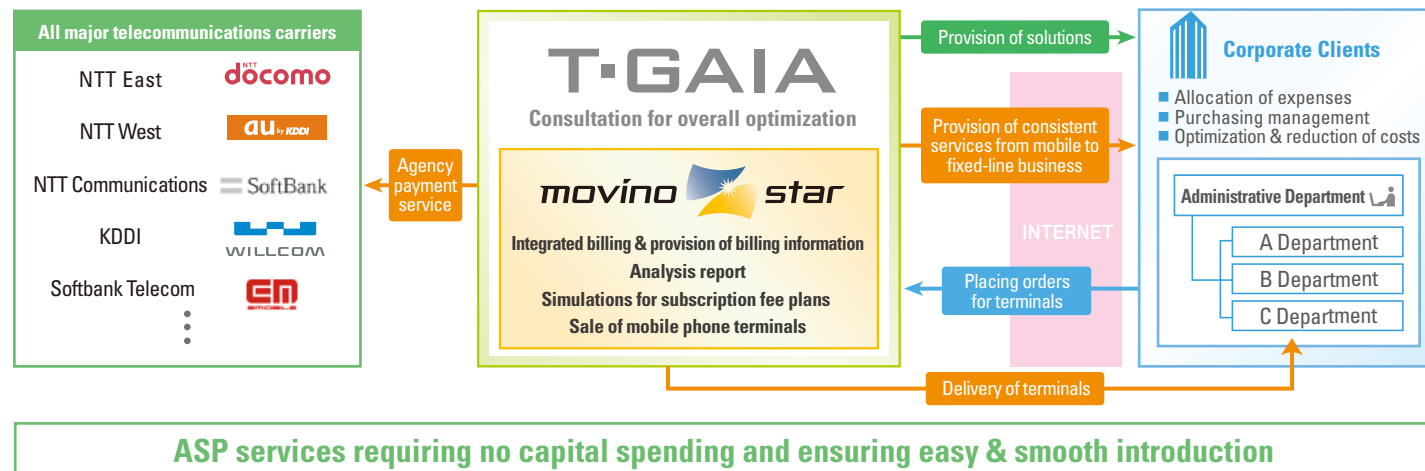 All major telecommunications carriers
NTT East
NTT döcomo
NTT West
au by KDDI
NTT Communications
SoftBank
KDDI
WILLCOM
Softbank Telecom
EM
Agency
payment
service
T·GAIA
Consultation for overall optimization
movino star
Integrated billing & provision of billing information
Analysis report
Simulations for subscription fee plans
Sale of mobile phone terminals
Provision of solutions
Provision of consistent
services from mobile to
fixed-line business
INTERNET
Placing orders
for terminals
Delivery of terminals
Corporate Clients
Allocation of expenses
Purchasing management
Optimization & reduction of costs
Administrative Department
A Department
B Department
C Department
ASP services requiring no capital spending and ensuring easy & smooth introduction